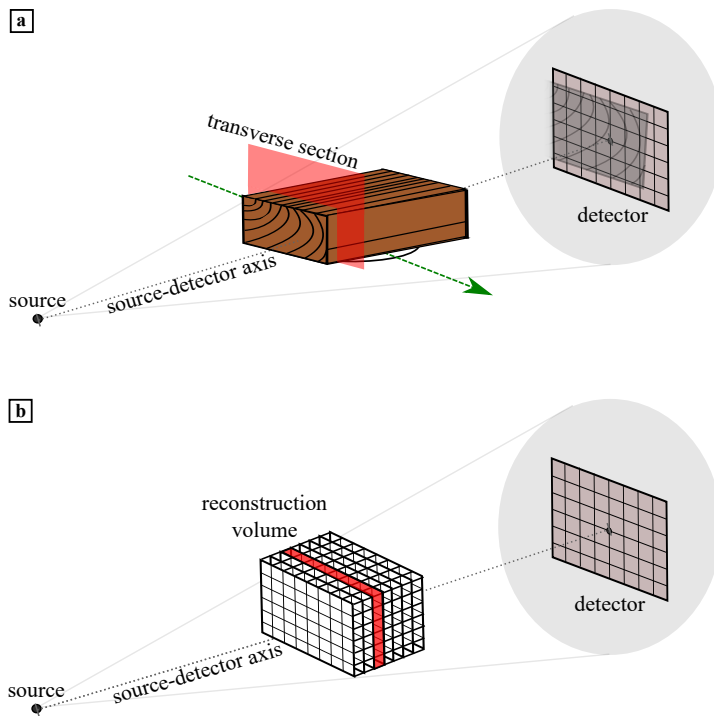 a
transverse section
detector
source-detector axis
source
b
reconstruction
volume
detector
source-detector axis
source